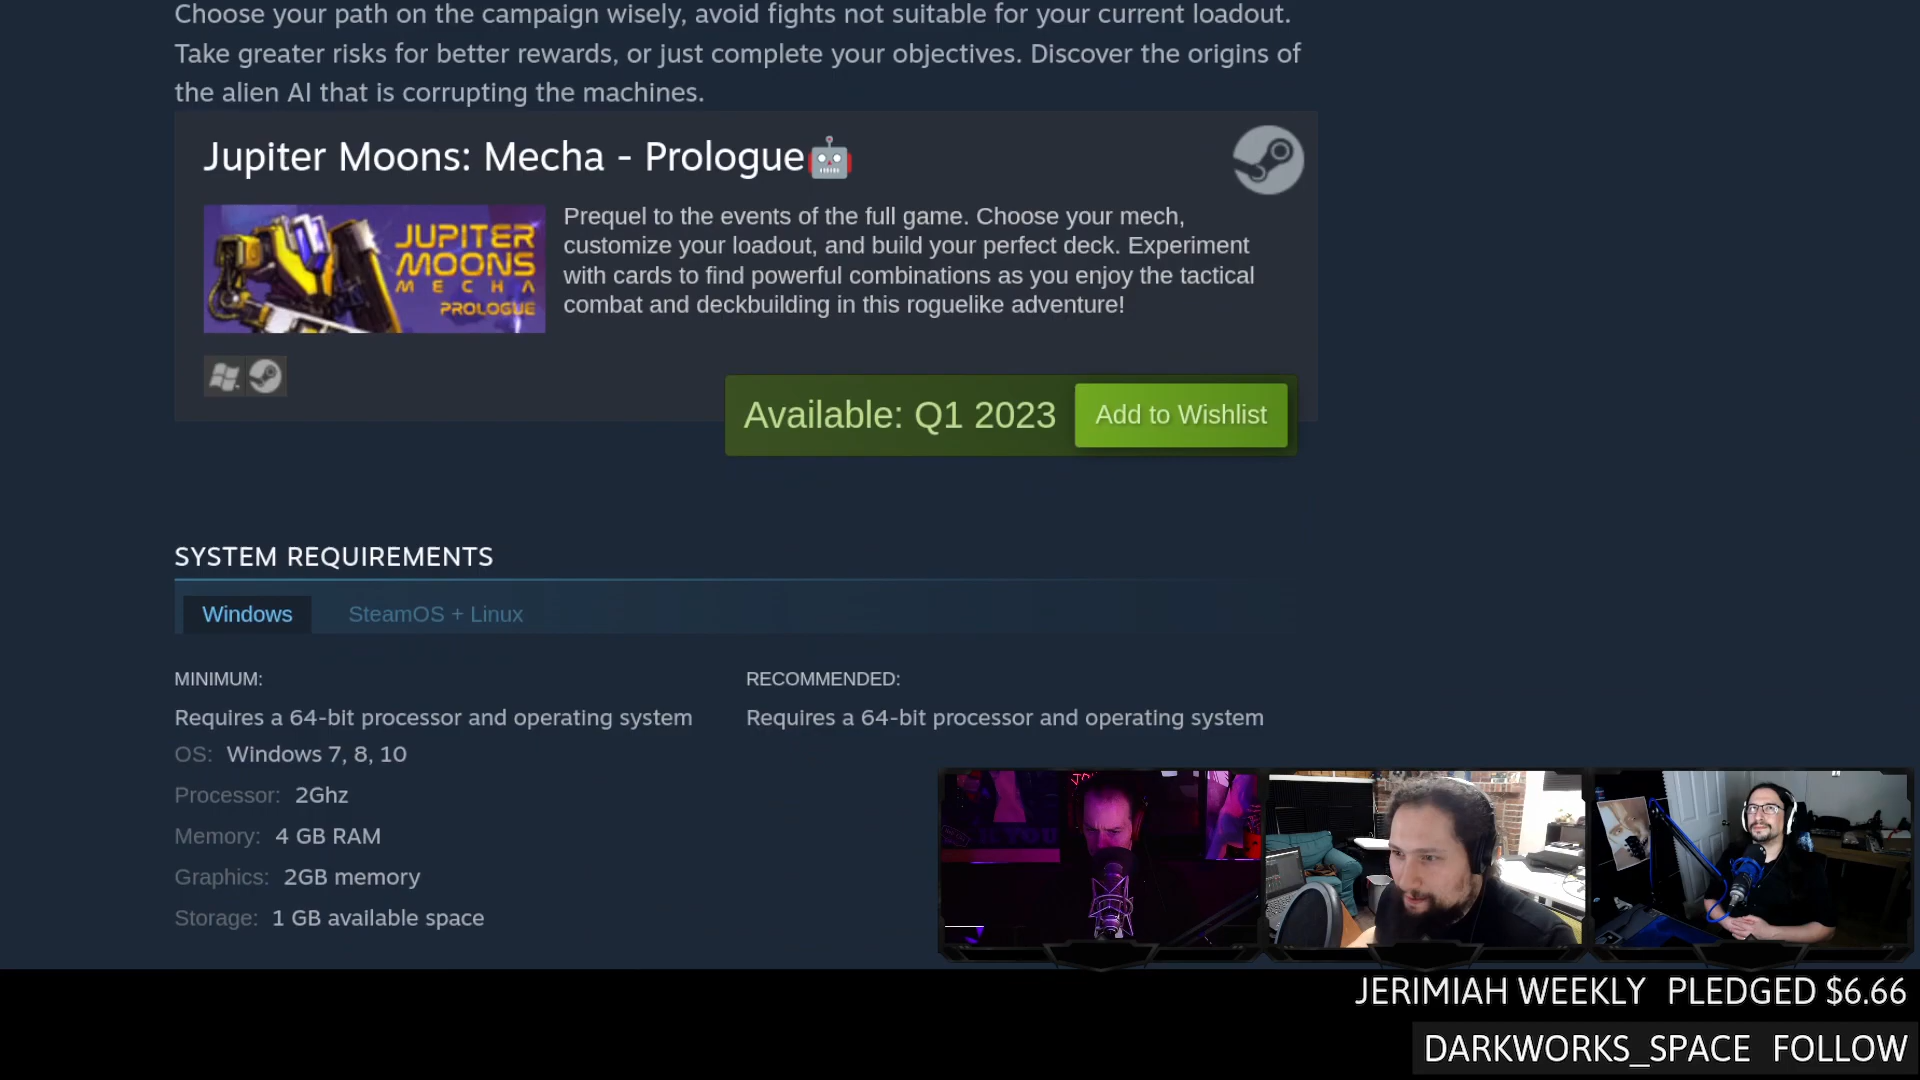 Choose your path on the campaign wisely, avoid fights not suitable for your current loadout.
Take greater risks for better rewards, or just complete your objectives. Discover the origins of
the alien AI that is corrupting the machines.
Jupiter Moons: Mecha - Prologue🤖
JUPITER
MOONS
MECHA
PROLOGUE
Prequel to the events of the full game. Choose your mech,
customize your loadout, and build your perfect deck. Experiment
with cards to find powerful combinations as you enjoy the tactical
combat and deckbuilding in this roguelike adventure!
Available: Q1 2023
Add to Wishlist
SYSTEM REQUIREMENTS
Windows
SteamOS + Linux
MINIMUM:
Requires a 64-bit processor and operating system
OS: Windows 7, 8, 10
Processor: 2Ghz
Memory: 4 GB RAM
Graphics: 2GB memory
Storage: 1 GB available space
RECOMMENDED:
Requires a 64-bit processor and operating system
JERIMIAH WEEKLY PLEDGED $6.66
DARKWORKS_SPACE FOLLOW